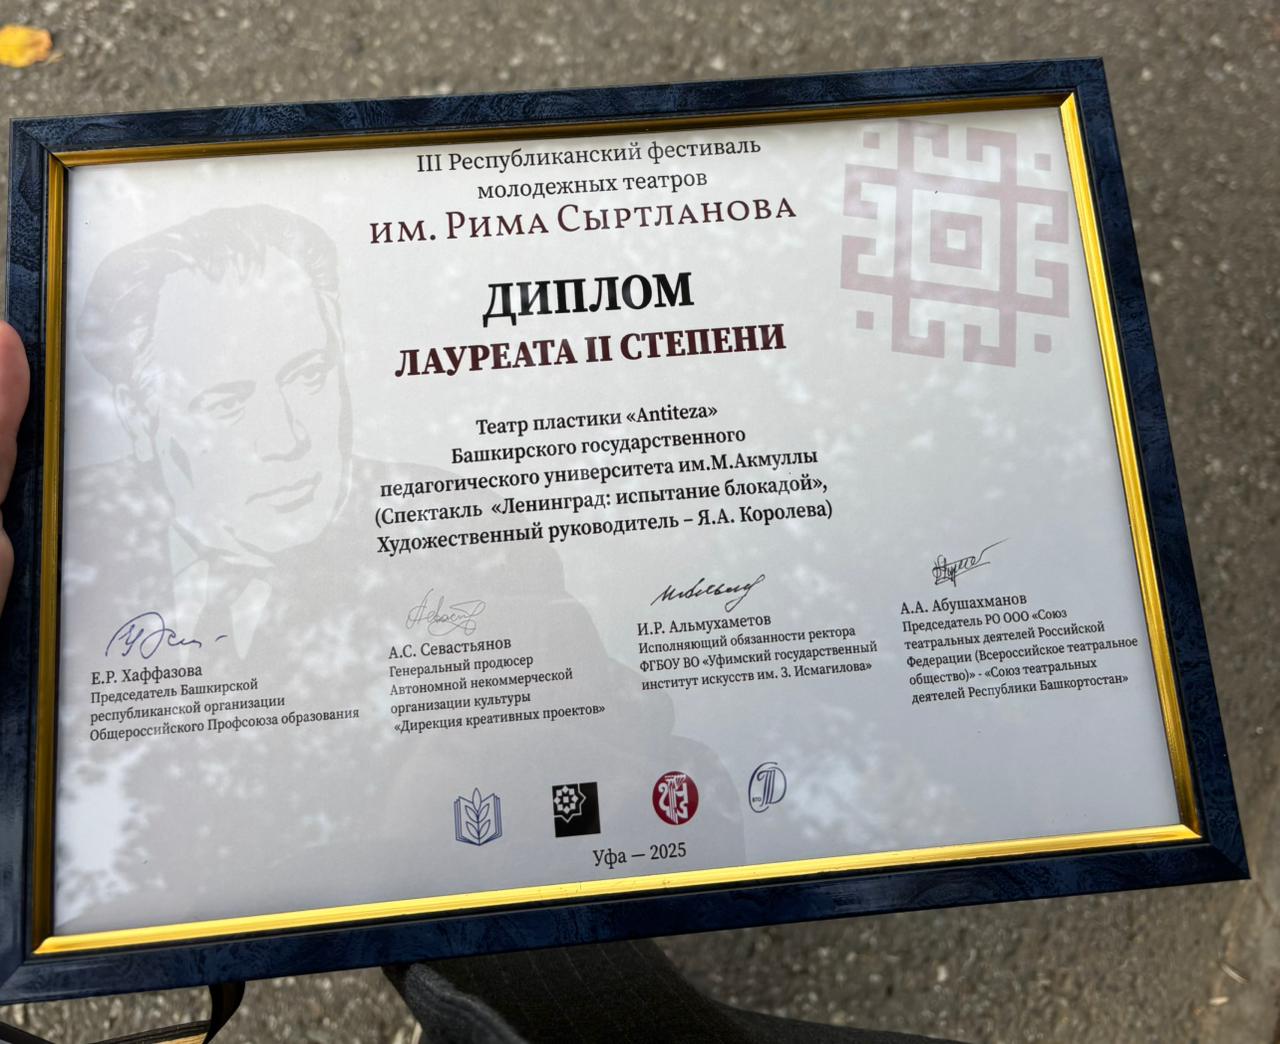 III Республиканский фестиваль
молодежных театров
им. Рима Сыртланова
ДИПЛОМ
ЛАУРЕАТА II СТЕПЕНИ
Театр пластики «Antiteza»
Башкирского государственного
педагогического университета им.М.Акмуллы
(Спектакль «Ленинград: испытание блокадой»,
Художественный руководитель – Я.А. Королева)
Е.Р. Хаффазова
Председатель Башкирской
республиканской организации
Общероссийского Профсоюза образования
А.С. Севастьянов
Генеральный продюсер
Автономной некоммерческой
организации культуры
«Дирекция креативных проектов»
И.Р. Альмухаметов
Исполняющий обязанности ректора
ФГБОУ ВО «Уфимский государственный
институт искусств им. З. Исмагилова»
А.А. Абушахманов
Председатель РО ООО «Союз
театральных деятелей Российской
Федерации (Всероссийское театральное
общество)» - «Союз театральных
деятелей Республики Башкортостан»
ВТО
Уфа — 2025